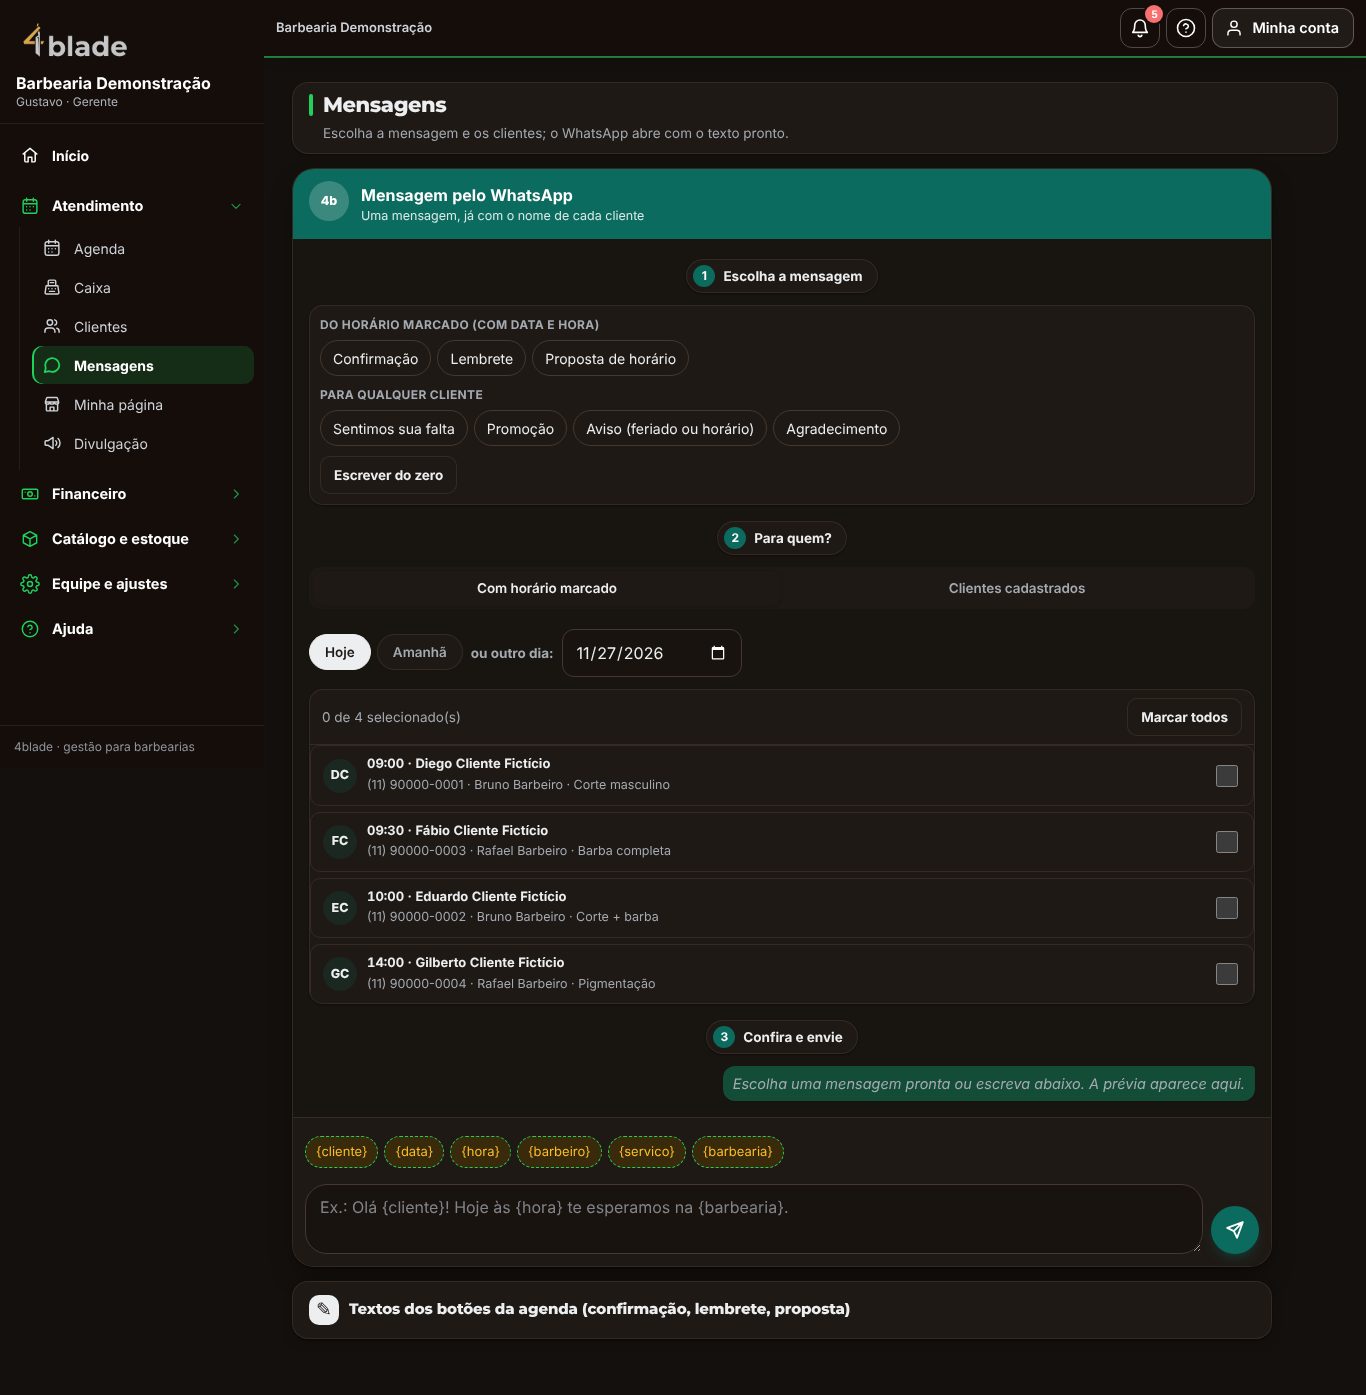 4blade
Barbearia Demonstração
Gustavo · Gerente
Início
Atendimento
Agenda
Caixa
Clientes
Mensagens
Minha página
Divulgação
Financeiro
Catálogo e estoque
Equipe e ajustes
Ajuda
4blade · gestão para barbearias
Barbearia Demonstração
5
Minha conta
Mensagens
Escolha a mensagem e os clientes; o WhatsApp abre com o texto pronto.
4b
Mensagem pelo WhatsApp
Uma mensagem, já com o nome de cada cliente
1 Escolha a mensagem
DO HORÁRIO MARCADO (COM DATA E HORA)
Confirmação Lembrete Proposta de horário
PARA QUALQUER CLIENTE
Sentimos sua falta Promoção Aviso (feriado ou horário) Agradecimento
Escrever do zero
2 Para quem?
Com horário marcado Clientes cadastrados
Hoje Amanhã ou outro dia: 11/27/2026
0 de 4 selecionado(s) Marcar todos
DC
09:00 · Diego Cliente Fictício
(11) 90000-0001 · Bruno Barbeiro · Corte masculino
FC
09:30 · Fábio Cliente Fictício
(11) 90000-0003 · Rafael Barbeiro · Barba completa
EC
10:00 · Eduardo Cliente Fictício
(11) 90000-0002 · Bruno Barbeiro · Corte + barba
GC
14:00 · Gilberto Cliente Fictício
(11) 90000-0004 · Rafael Barbeiro · Pigmentação
3 Confira e envie
Escolha uma mensagem pronta ou escreva abaixo. A prévia aparece aqui.
{cliente} {data} {hora} {barbeiro} {servico} {barbearia}
Ex.: Olá {cliente}! Hoje às {hora} te esperamos na {barbearia}.
Textos dos botões da agenda (confirmação, lembrete, proposta)